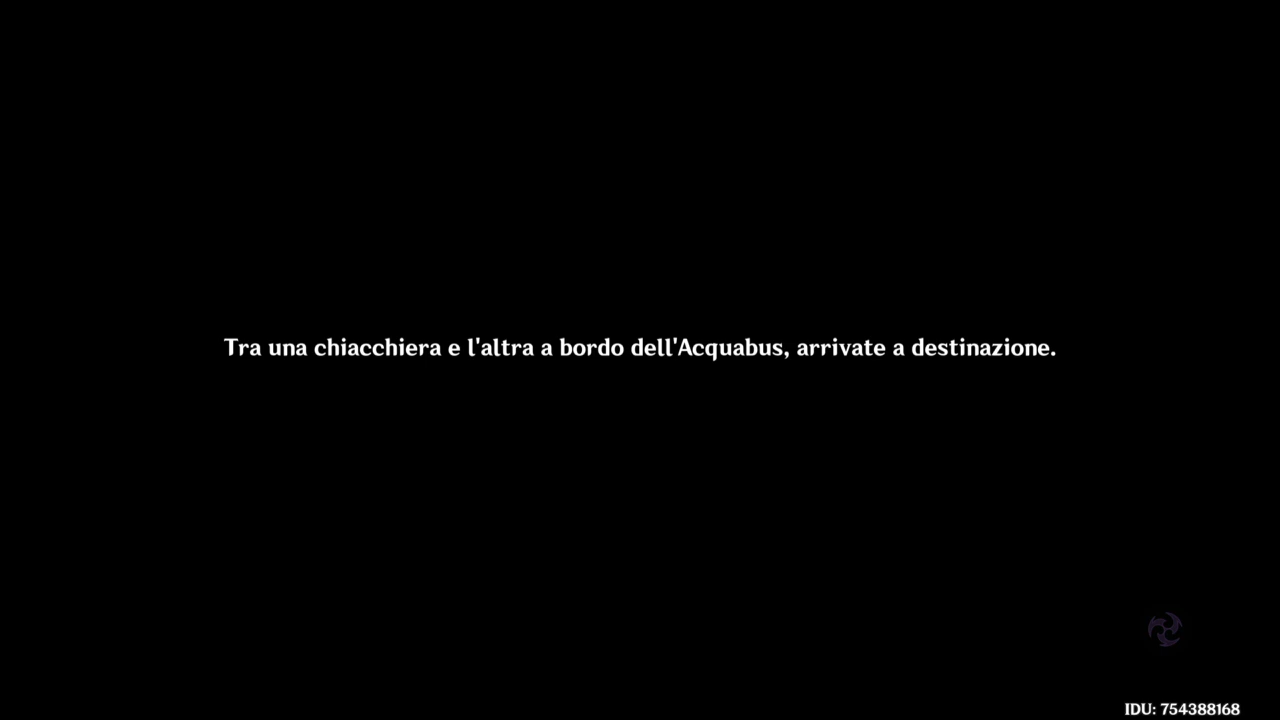 Tra una chiacchiera e l'altra a bordo dell'Acquabus, arrivate a destinazione.
IDU: 754388168